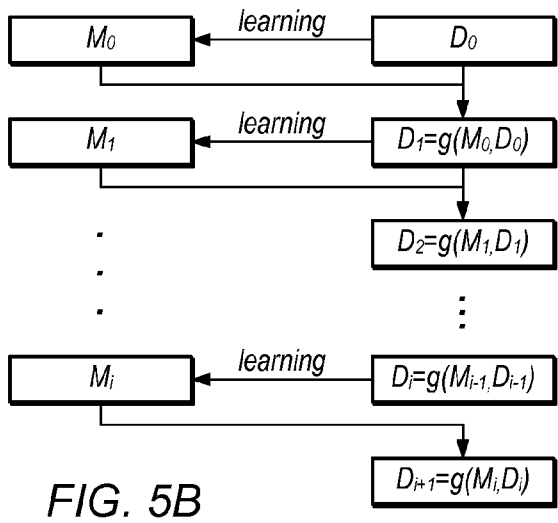 M₀ learning D₀
M₁ learning D₁=g(M₀,D₀)
D₂=g(M₁,D₁)
Mᵢ learning Dᵢ=g(Mᵢ₋₁,Dᵢ₋₁)
Dᵢ₊₁=g(Mᵢ,Dᵢ)
FIG. 5B